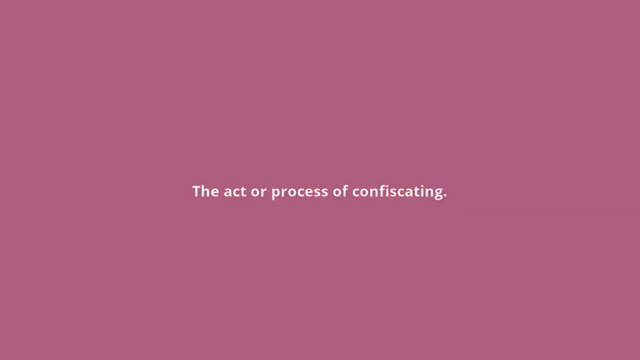 The act or process of confiscating.